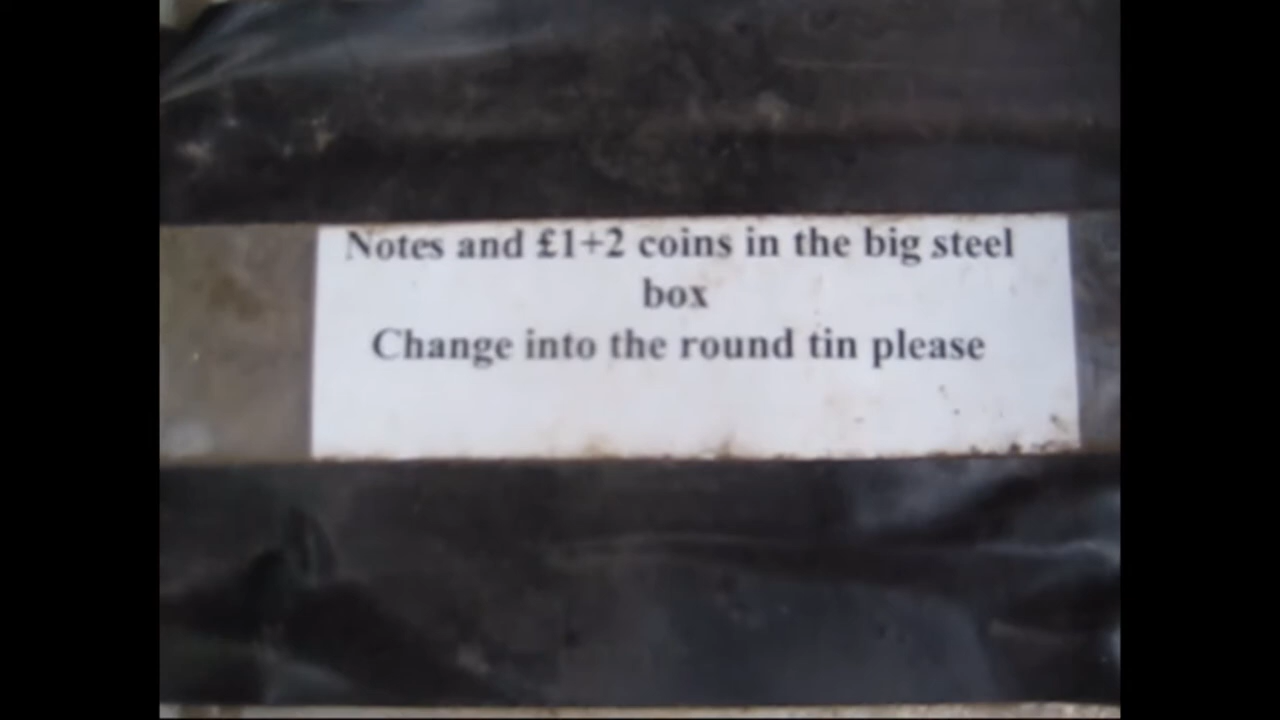 Notes and £1+2 coins in the big steel
box
Change into the round tin please